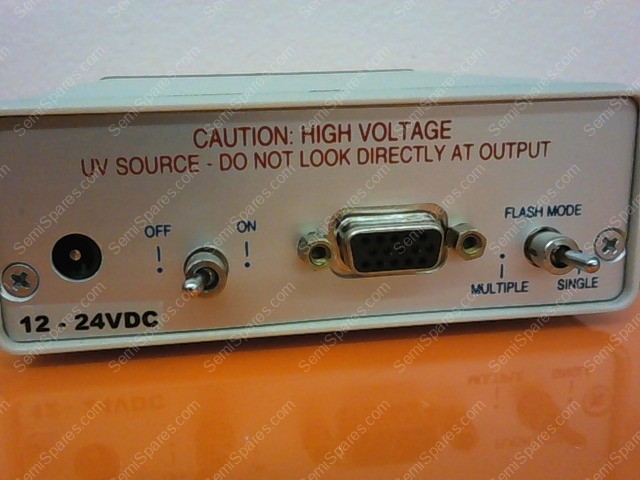 CAUTION: HIGH VOLTAGE
UV SOURCE - DO NOT LOOK DIRECTLY AT OUTPUT
FLASH MODE
OFF ON
MULTIPLE SINGLE
12 - 24VDC
SemiSpares.com